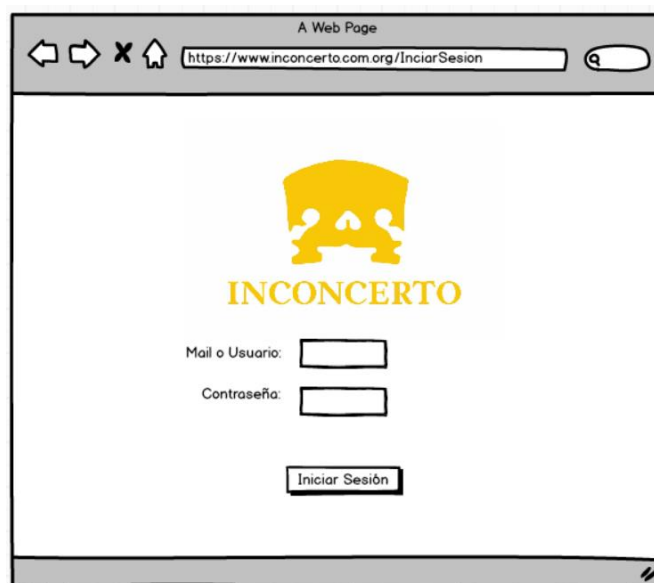 A Web Page
https://www.inconcerto.com.org/InciarSesion
INCONCERTO
Mail o Usuario:
Contraseña:
Iniciar Sesión